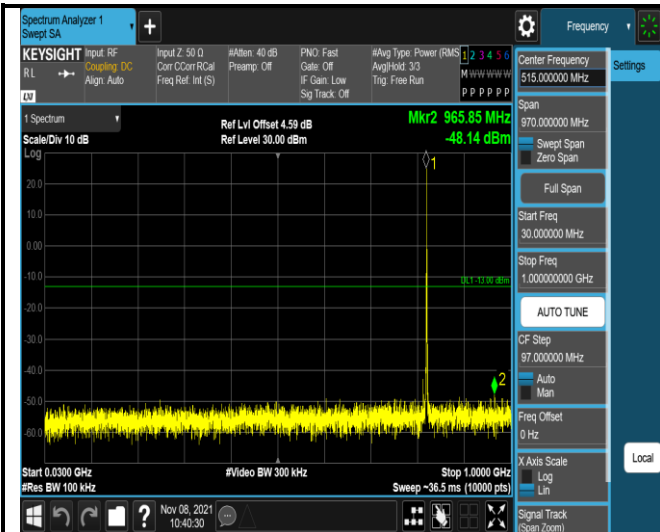 Spectrum Analyzer 1
Swept SA
Frequency
KEYSIGHT
RL
LXI
Input: RF
Coupling: DC
Align: Auto
Input Z: 50 Ω
Corr CCorr RCal
Freq Ref: Int (S)
#Atten: 40 dB
Preamp: Off
PNO: Fast
Gate: Off
IF Gain: Low
Sig Track: Off
#Avg Type: Power (RMS
Avg|Hold: 3/3
Trig: Free Run
1 2 3 4 5 6
M W W W W W
P P P P P P
1 Spectrum
Scale/Div 10 dB
Log
Ref Lvl Offset 4.59 dB
Ref Level 30.00 dBm
Mkr2 965.85 MHz
-48.14 dBm
1
20.0
10.0
0.00
-10.0
DL1 -13.00 dBm
-20.0
-30.0
-40.0
2
-50.0
-60.0
Start 0.0300 GHz
#Res BW 100 kHz
#Video BW 300 kHz
Stop 1.0000 GHz
Sweep ~36.5 ms (10000 pts)
?
Nov 08, 2021
10:40:30
Center Frequency
515.000000 MHz
Span
970.000000 MHz
Swept Span
Zero Span
Full Span
Start Freq
30.000000 MHz
Stop Freq
1.000000000 GHz
AUTO TUNE
CF Step
97.000000 MHz
Auto
Man
Freq Offset
0 Hz
X Axis Scale
Log
Lin
Signal Track
(Span Zoom)
Settings
Local